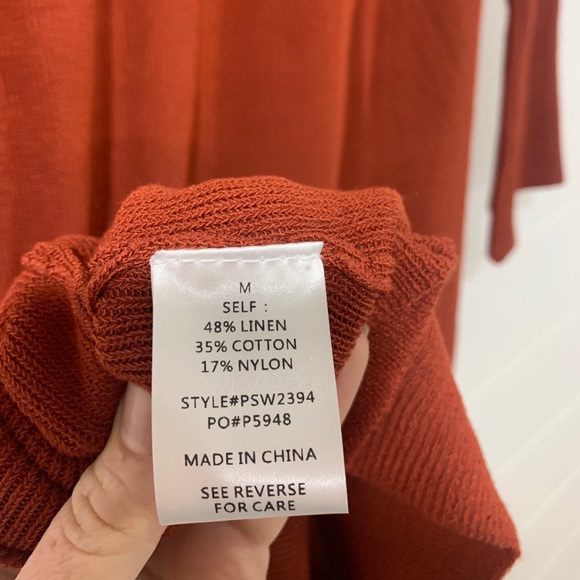 M
SELF :
48% LINEN
35% COTTON
17% NYLON
STYLE#PSW2394
PO#P5948
MADE IN CHINA
SEE REVERSE
FOR CARE